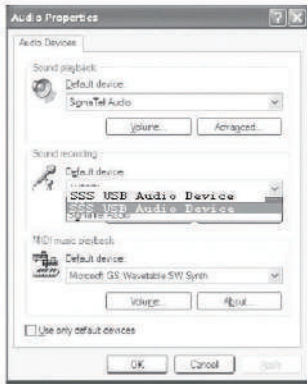 Audio Properties
Audio Devices
Sound playback
Default device:
SigmaTel Audio
Volume...
Advanced...
Sound recording
Default device:
SSS USB Audio Device
SSS USB Audio Device
SigmaTel Audio
MIDI music playback
Default device:
Microsoft GS Wavetable SW Synth
Volume...
About...
Use only default devices
OK
Cancel
Apply